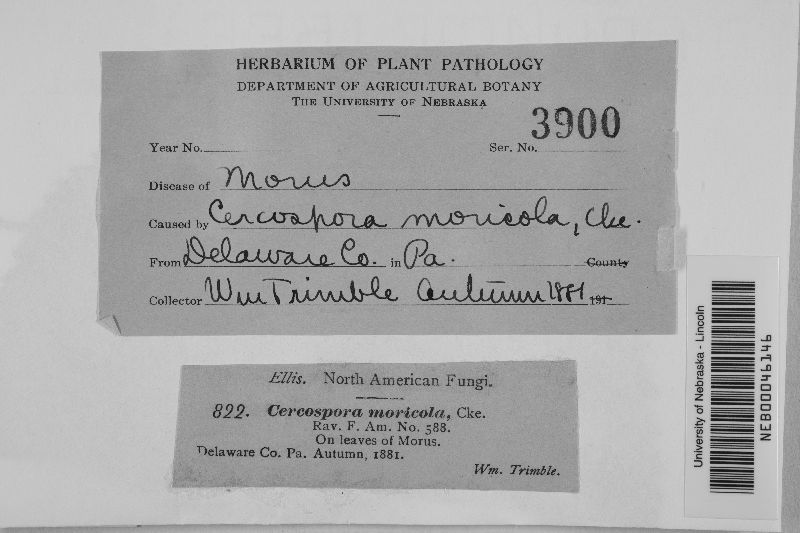 HERBARIUM OF PLANT PATHOLOGY
DEPARTMENT OF AGRICULTURAL BOTANY
THE UNIVERSITY OF NEBRASKA
3900
Year No. Ser. No.
Disease of Morus
Caused by Cercospora moricola, Cke.
From Delaware Co. in Pa. County
Collector Wm Trimble Autumn 1881 191
Ellis. North American Fungi.
822. Cercospora moricola, Cke.
Rav. F. Am. No. 588.
On leaves of Morus.
Delaware Co. Pa. Autumn, 1881.
Wm. Trimble.
University of Nebraska - Lincoln
NEB00046146